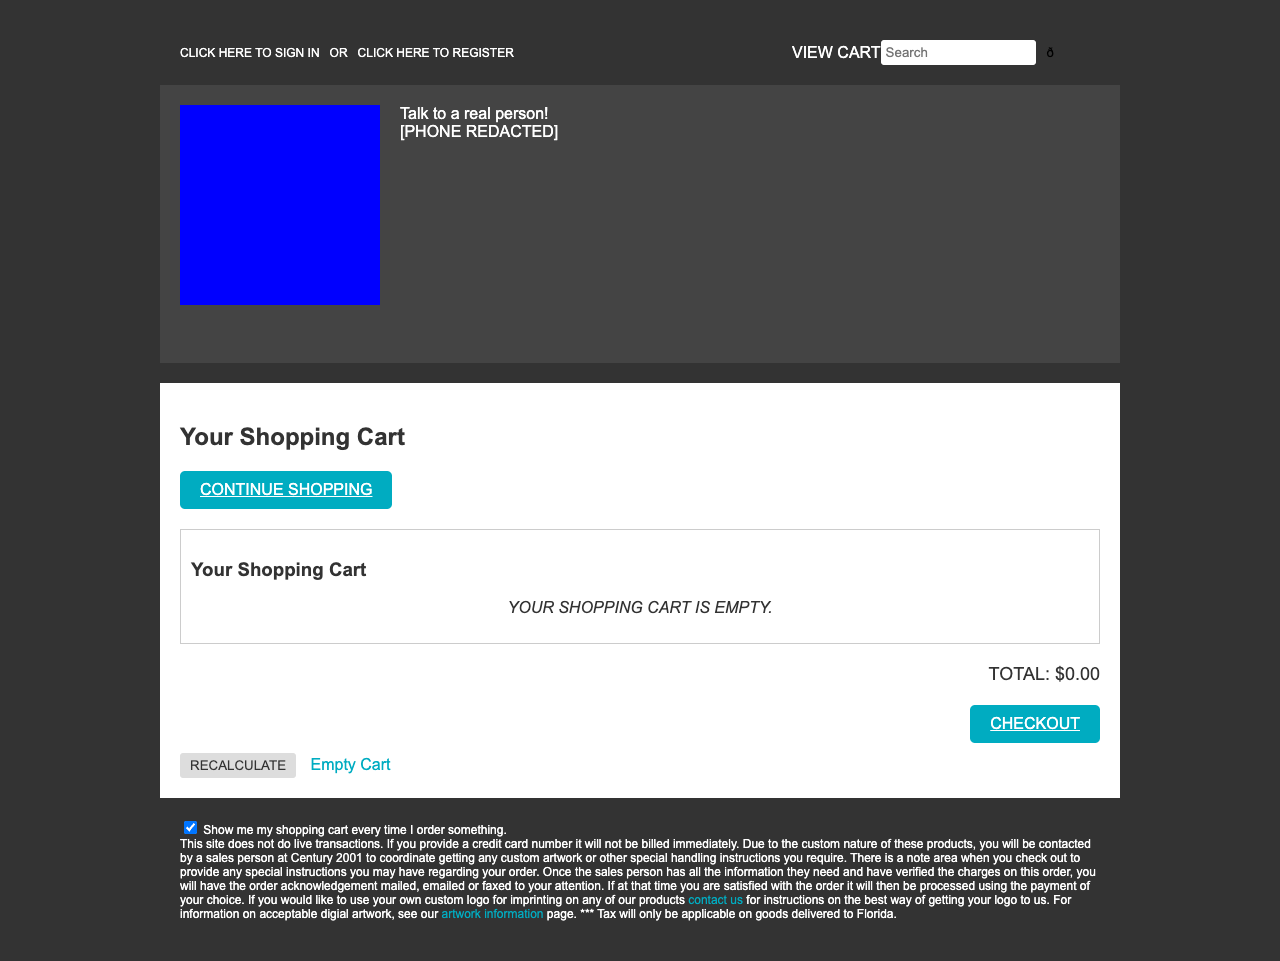 CLICK HERE TO SIGN IN OR CLICK HERE TO REGISTER
VIEW CART Search ð
Talk to a real person!
[PHONE REDACTED]
Your Shopping Cart
CONTINUE SHOPPING
Your Shopping Cart
YOUR SHOPPING CART IS EMPTY.
TOTAL: $0.00
CHECKOUT
RECALCULATE Empty Cart
Show me my shopping cart every time I order something.
This site does not do live transactions. If you provide a credit card number it will not be billed immediately. Due to the custom nature of these products, you will be contacted
by a sales person at Century 2001 to coordinate getting any custom artwork or other special handling instructions you require. There is a note area when you check out to
provide any special instructions you may have regarding your order. Once the sales person has all the information they need and have verified the charges on this order, you
will have the order acknowledgement mailed, emailed or faxed to your attention. If at that time you are satisfied with the order it will then be processed using the payment of
your choice. If you would like to use your own custom logo for imprinting on any of our products contact us for instructions on the best way of getting your logo to us. For
information on acceptable digial artwork, see our artwork information page. *** Tax will only be applicable on goods delivered to Florida.